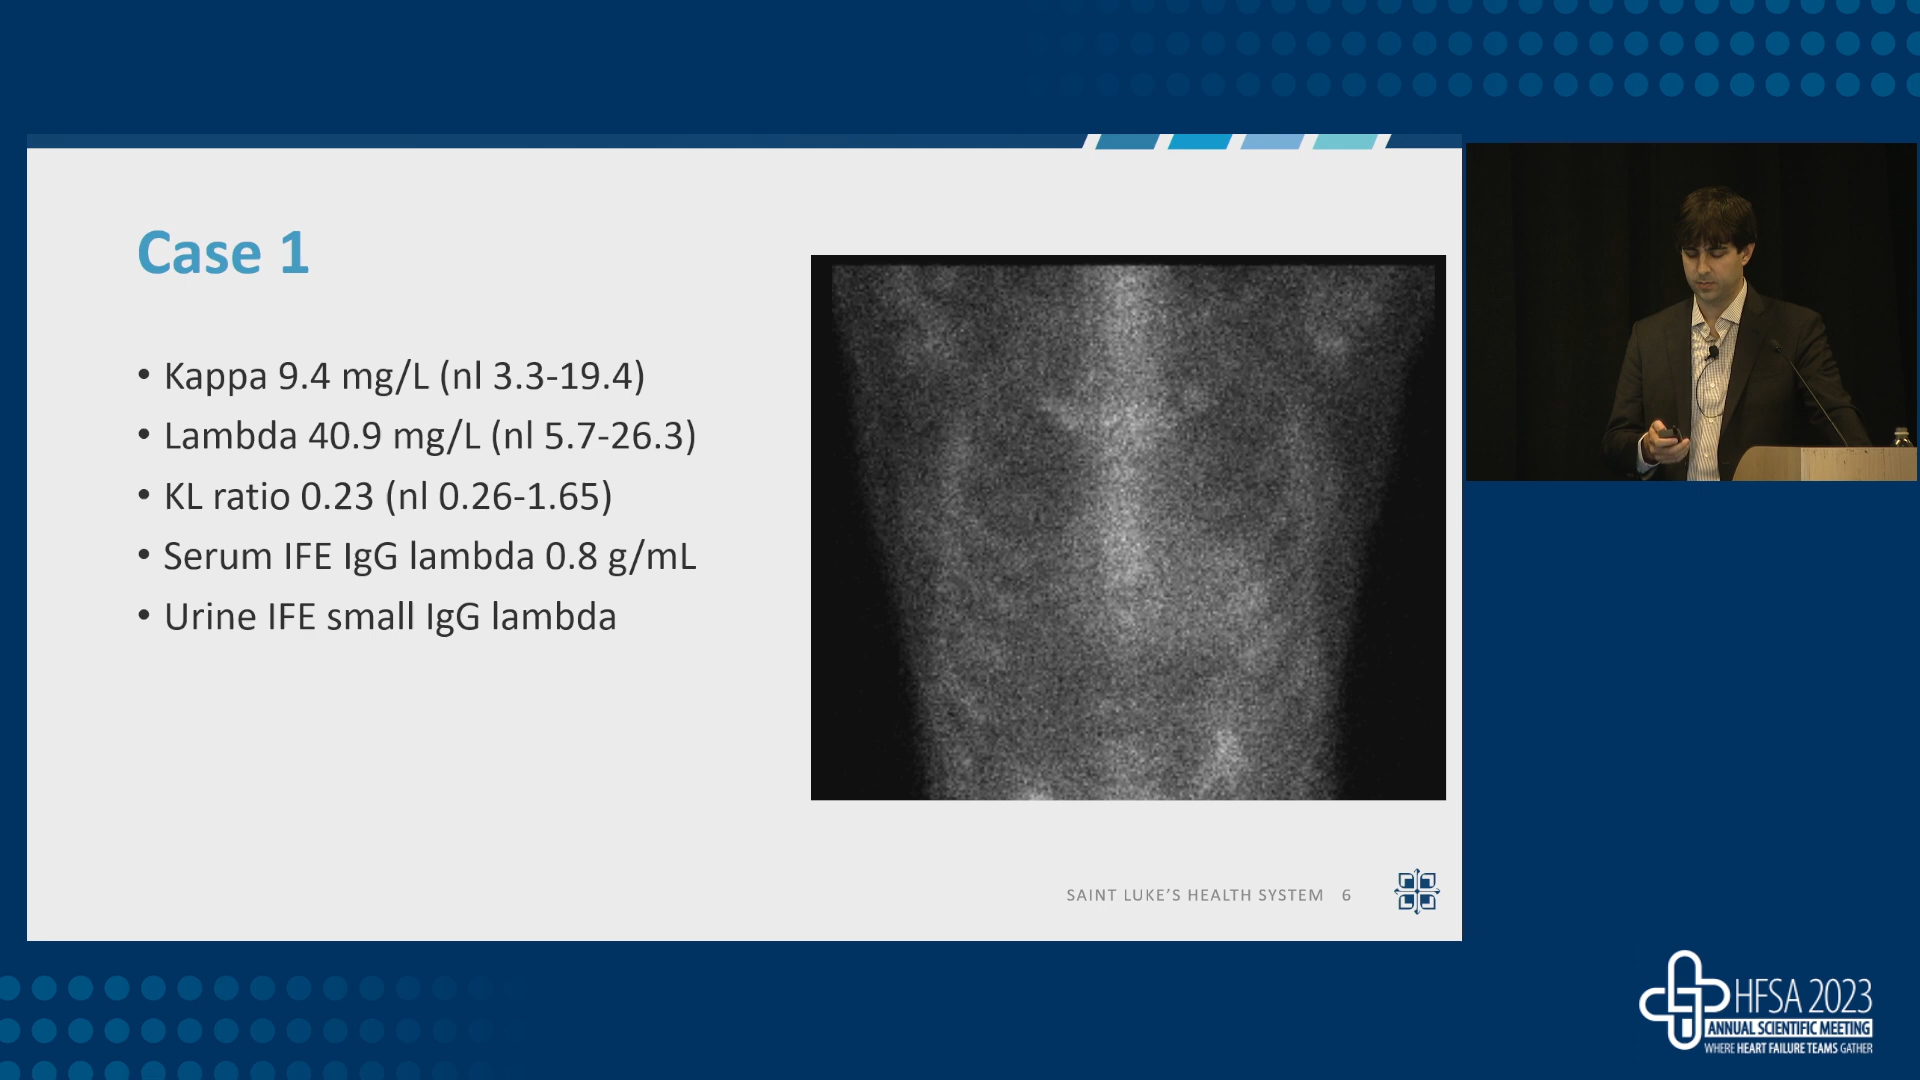 Case 1
• Kappa 9.4 mg/L (nl 3.3-19.4)
• Lambda 40.9 mg/L (nl 5.7-26.3)
• KL ratio 0.23 (nl 0.26-1.65)
• Serum IFE IgG lambda 0.8 g/mL
• Urine IFE small IgG lambda
SAINT LUKE'S HEALTH SYSTEM 6
HFSA 2023
ANNUAL SCIENTIFIC MEETING
WHERE HEART FAILURE TEAMS GATHER